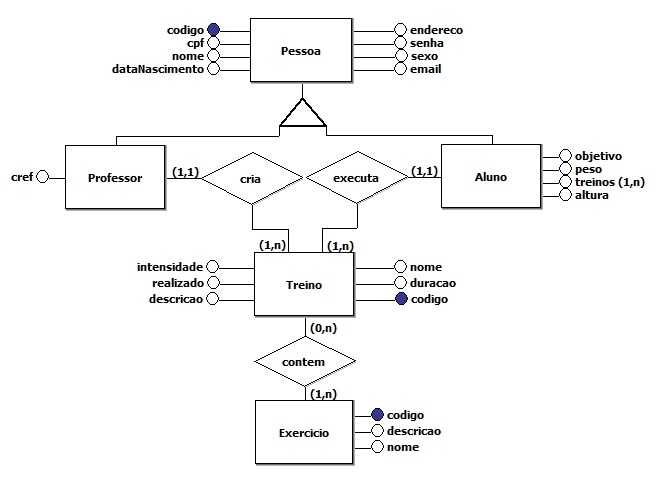 codigo
cpf
nome
dataNascimento
Pessoa
endereco
senha
sexo
email
cref
Professor
(1,1)
cria
executa
(1,1)
Aluno
objetivo
peso
treinos (1,n)
altura
(1,n)
(1,n)
intensidade
realizado
descricao
Treino
nome
duracao
codigo
(0,n)
contem
(1,n)
Exercicio
codigo
descricao
nome